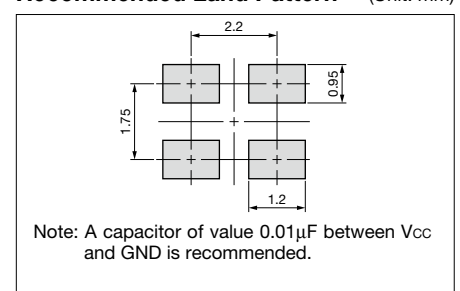 Recommended Land Pattern (Unit: mm)
2.2
0.95
1.75
1.2
Note: A capacitor of value 0.01μF between Vcc
and GND is recommended.